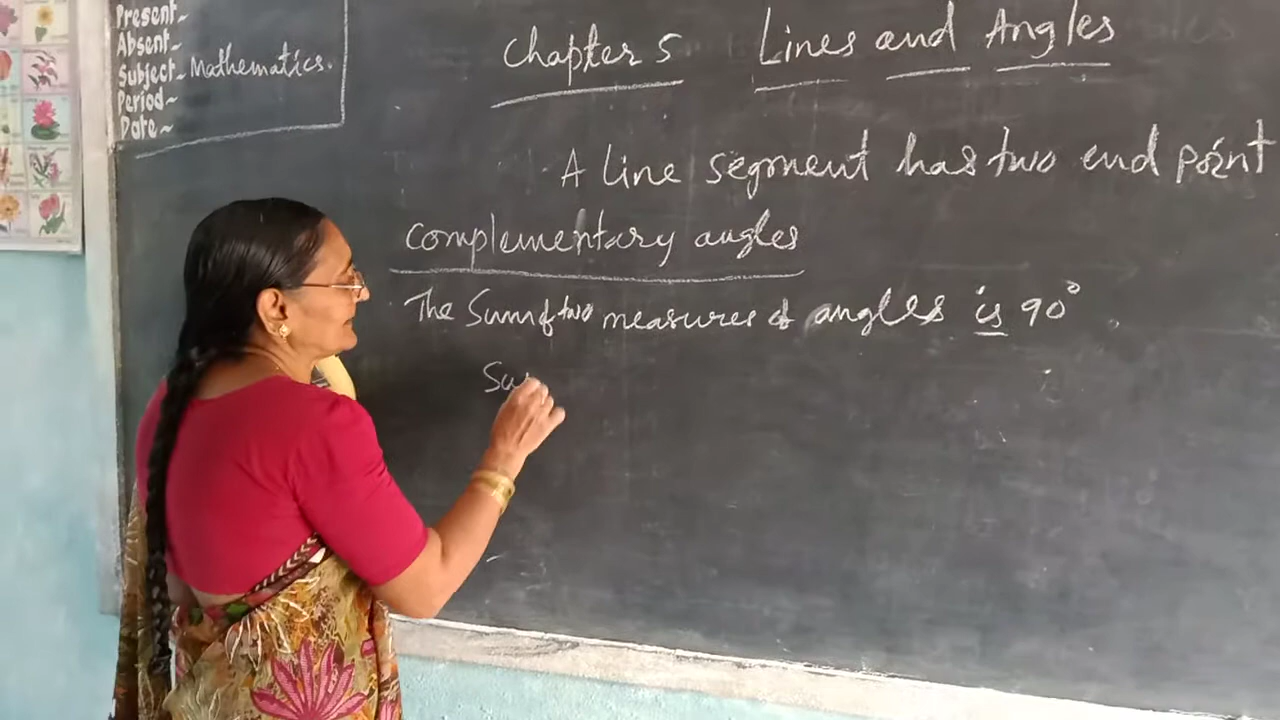 Present~
Absent~
Subject~ Mathematics.
Period~
Date~
Chapter 5 Lines and Angles
A line segment has two end point
Complementary angles
The Sum of two measures of angles is 90°
Su